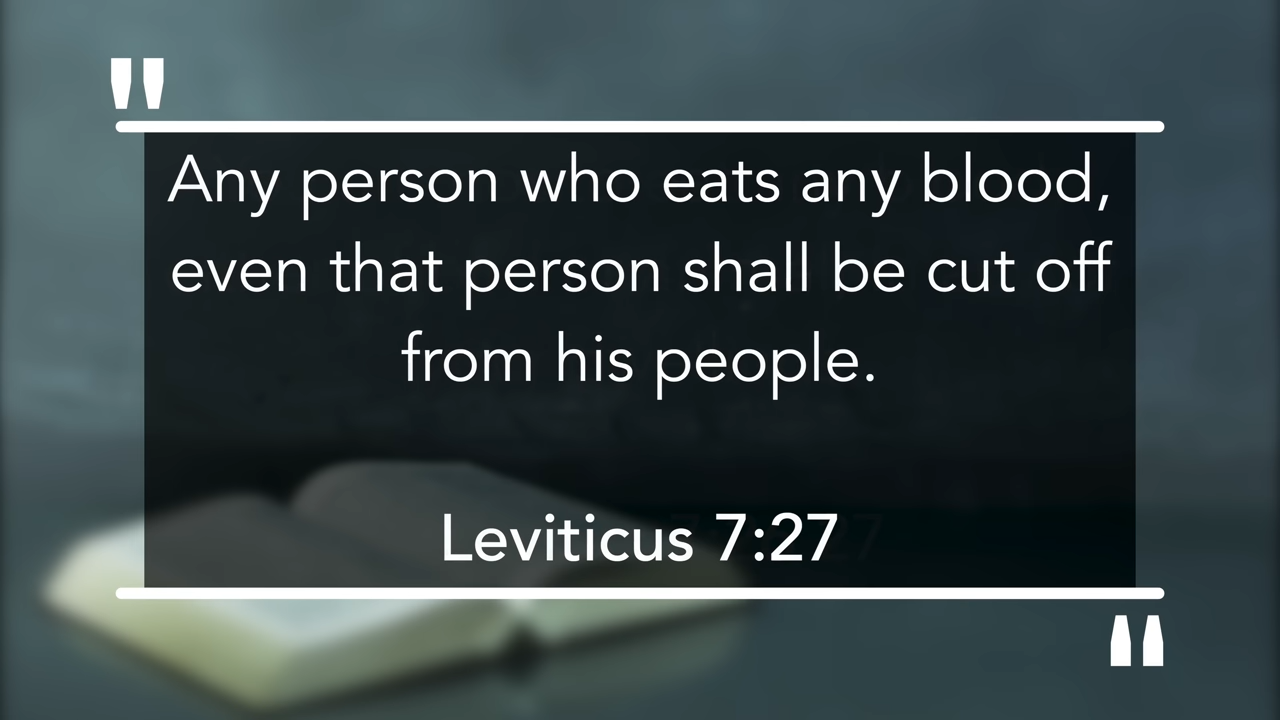 "
Any person who eats any blood,
even that person shall be cut off
from his people.
Leviticus 7:27
"